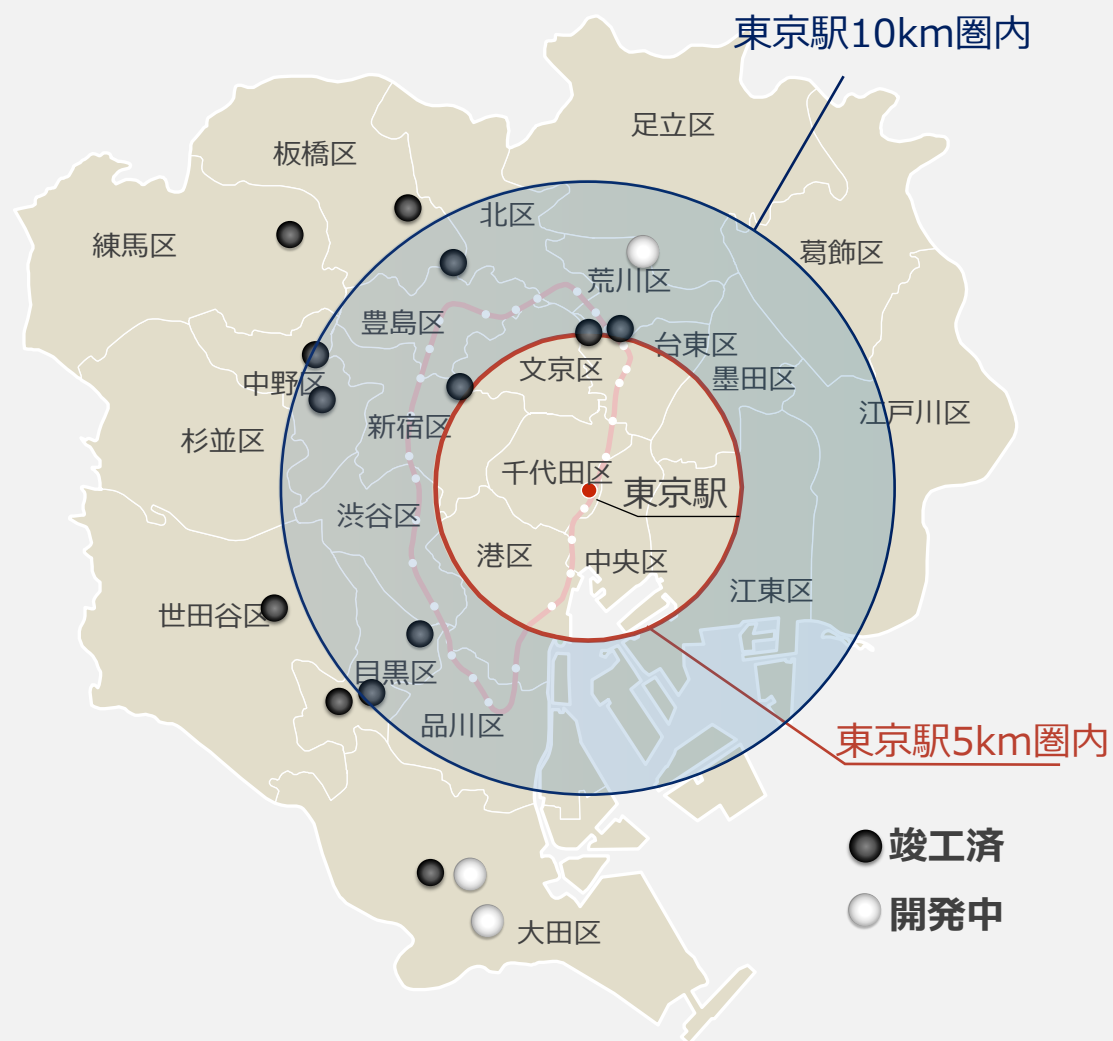 東京駅10km圏内
足立区
板橋区
北区
練馬区
葛飾区
荒川区
豊島区
台東区
文京区
墨田区
中野区
江戸川区
新宿区
杉並区
千代田区
東京駅
渋谷区
港区
中央区
江東区
世田谷区
目黒区
品川区
東京駅5km圏内
竣工済
開発中
大田区